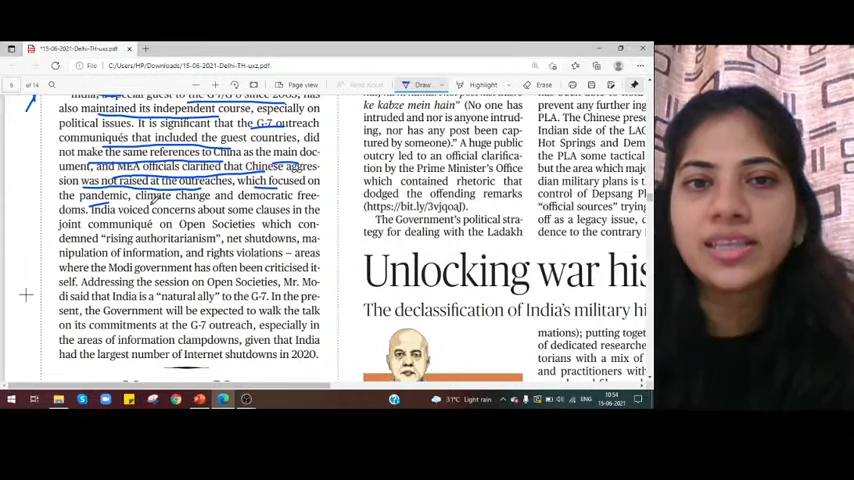 *15-06-2021-Delhi-TH-uxz.pdf
File
C:/Users/HP/Downloads/15-06-2021-Delhi-TH-uxz.pdf
of 14
Page view
Read aloud
Draw
Highlight
Erase
also maintained its independent course, especially on
political issues. It is significant that the G-7 outreach
communiqués that included the guest countries, did
not make the same references to China as the main doc-
ument, and MEA officials clarified that Chinese aggres-
sion was not raised at the outreaches, which focused on
the pandemic, climate change and democratic free-
doms. India voiced concerns about some clauses in the
joint communiqué on Open Societies which con-
demned “rising authoritarianism”, net shutdowns, ma-
nipulation of information, and rights violations – areas
where the Modi government has often been criticised it-
self. Addressing the session on Open Societies, Mr. Mo-
di said that India is a “natural ally” to the G-7. In the pre-
sent, the Government will be expected to walk the talk
on its commitments at the G-7 outreach, especially in
the areas of information clampdowns, given that India
had the largest number of Internet shutdowns in 2020.
ke kabze mein hain” (No one has
intruded and nor is anyone intrud-
ing, nor has any post been cap-
tured by someone).” A huge public
outcry led to an official clarifica-
tion by the Prime Minister’s Office
which contained rhetoric that
dodged the offending remarks
(https://bit.ly/3vjqoaJ).
The Government’s political stra-
tegy for dealing with the Ladakh
prevent any further ing
PLA. The Chinese prese
Indian side of the LAC
Hot Springs and Demch
the PLA some tactical
but the area which majo
dian military plans is th
control of Depsang Pl
“official sources” trying
off as a legacy issue, d
dence to the contrary
Unlocking war his
The declassification of India’s military hi
mations); putting togeth
of dedicated researche
torians with a mix of
and practitioners with
31°C Light rain
ENG
10:54
15-06-2021